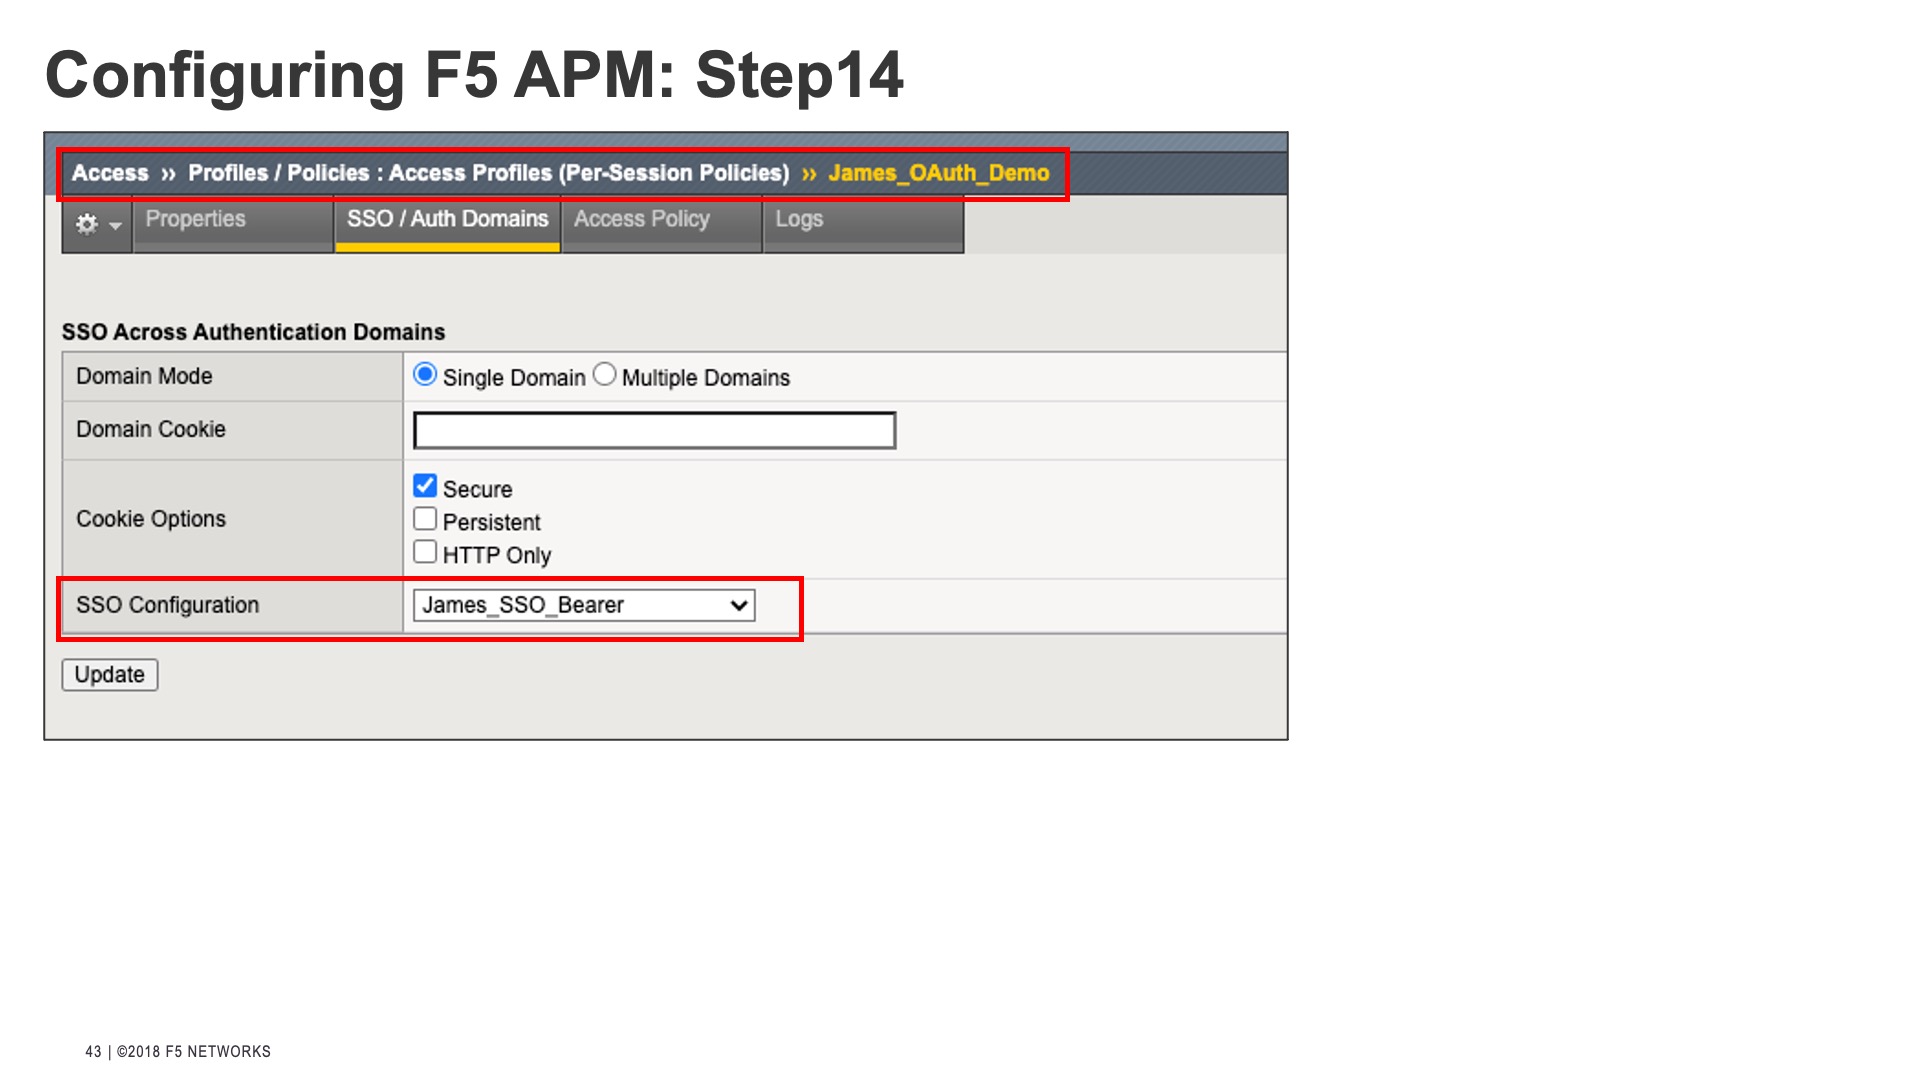 Configuring F5 APM: Step14
Access ›› Profiles / Policies : Access Profiles (Per-Session Policies) ›› James_OAuth_Demo
Properties SSO / Auth Domains Access Policy Logs
SSO Across Authentication Domains
Domain Mode Single Domain Multiple Domains
Domain Cookie
Secure
Cookie Options Persistent
HTTP Only
SSO Configuration James_SSO_Bearer
Update
43 | ©2018 F5 NETWORKS